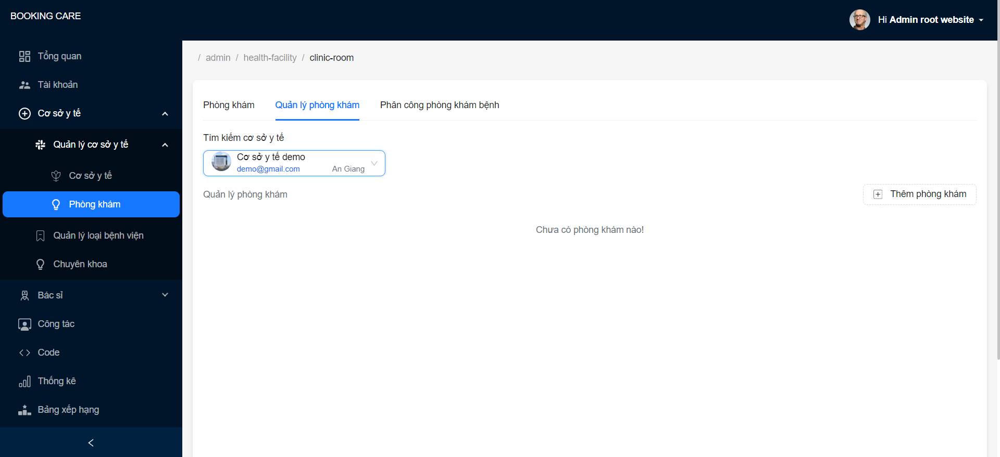 BOOKING CARE
Hi Admin root website
Tổng quan
Tài khoản
Cơ sở y tế
Quản lý cơ sở y tế
Cơ sở y tế
Phòng khám
Quản lý loại bệnh viện
Chuyên khoa
Bác sĩ
Công tác
Code
Thống kê
Bảng xếp hạng
/ admin / health-facility / clinic-room
Phòng khám Quản lý phòng khám Phân công phòng khám bệnh
Tìm kiếm cơ sở y tế
Cơ sở y tế demo
demo@gmail.com An Giang
Quản lý phòng khám Thêm phòng khám
Chưa có phòng khám nào!